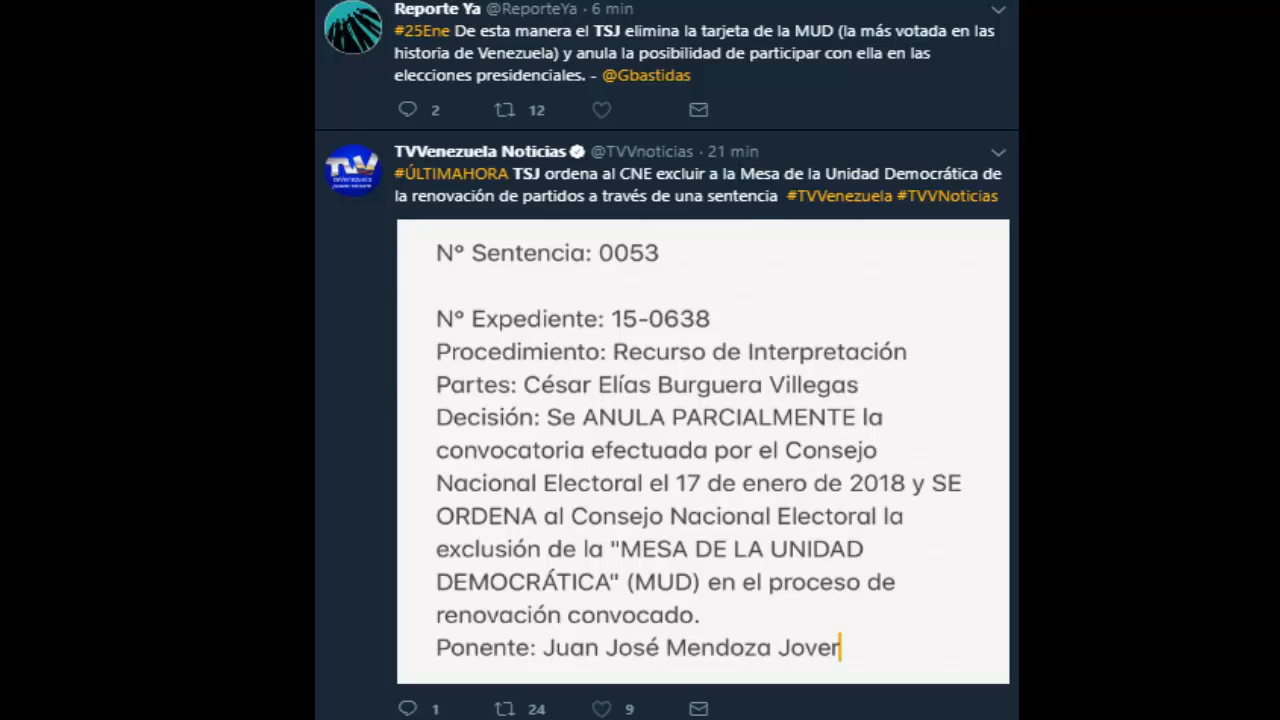 Reporte Ya @ReporteYa · 6 min
#25Ene De esta manera el TSJ elimina la tarjeta de la MUD (la más votada en las
historia de Venezuela) y anula la posibilidad de participar con ella en las
elecciones presidenciales. - @Gbastidas
2 12
TVVenezuela Noticias @TVVnoticias · 21 min
#ÚLTIMAHORA TSJ ordena al CNE excluir a la Mesa de la Unidad Democrática de
la renovación de partidos a través de una sentencia #TVVenezuela #TVVNoticias
TVV
N° Sentencia: 0053
N° Expediente: 15-0638
Procedimiento: Recurso de Interpretación
Partes: César Elías Burguera Villegas
Decisión: Se ANULA PARCIALMENTE la
convocatoria efectuada por el Consejo
Nacional Electoral el 17 de enero de 2018 y SE
ORDENA al Consejo Nacional Electoral la
exclusión de la "MESA DE LA UNIDAD
DEMOCRÁTICA" (MUD) en el proceso de
renovación convocado.
Ponente: Juan José Mendoza Jover
1 24 9